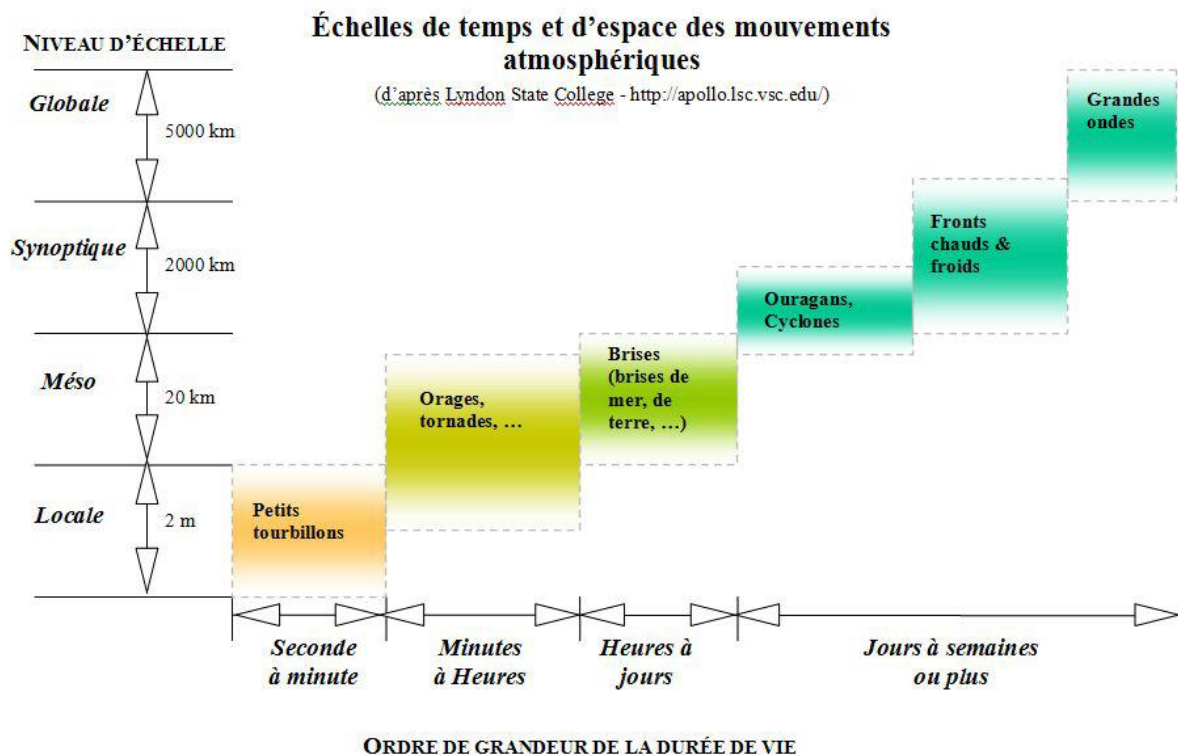 Échelles de temps et d’espace des mouvements
atmosphériques
(d’après Lyndon State College - http://apollo.lsc.vsc.edu/)
NIVEAU D’ÉCHELLE
Globale
5000 km
Synoptique
2000 km
Méso
20 km
Locale
2 m
Grandes
ondes
Fronts
chauds &
froids
Ouragans,
Cyclones
Brises
(brises de
mer, de
terre, …)
Orages,
tornades, …
Petits
tourbillons
Seconde
à minute
Minutes
à Heures
Heures à
jours
Jours à semaines
ou plus
ORDRE DE GRANDEUR DE LA DURÉE DE VIE